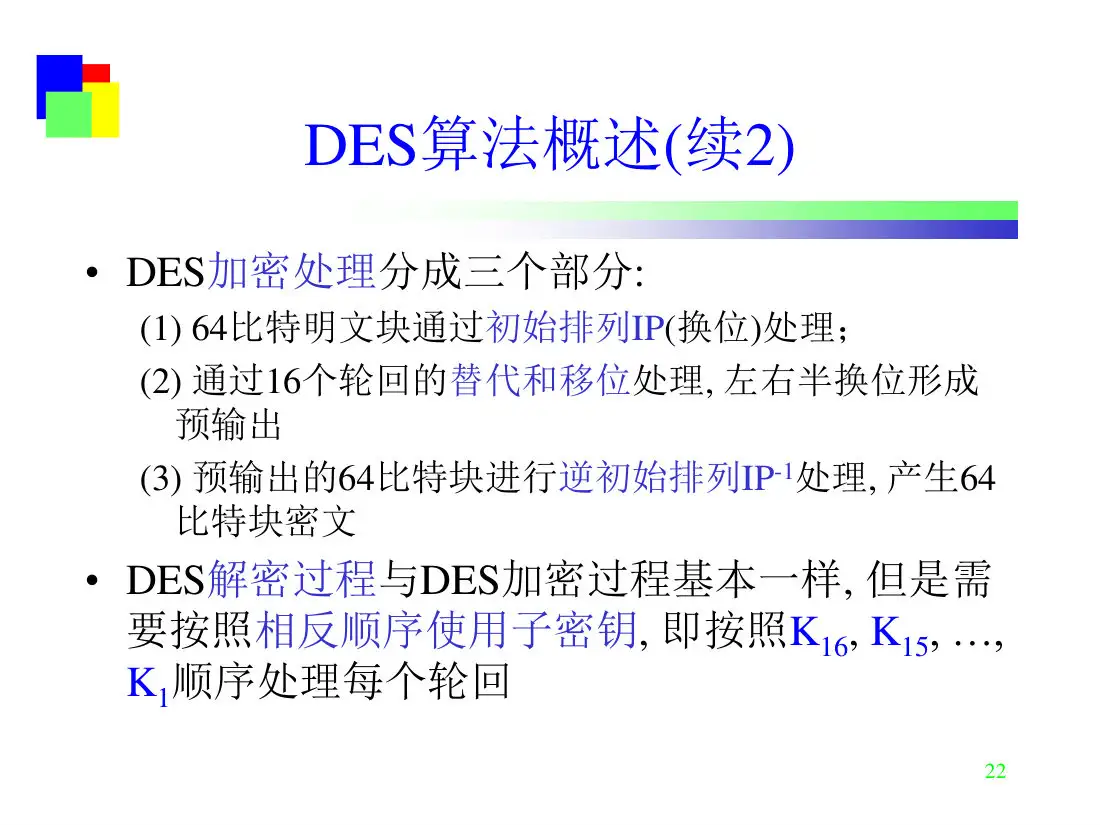 DES算法概述(续2)
• DES加密处理分成三个部分:
(1) 64比特明文块通过初始排列IP(换位)处理；
(2) 通过16个轮回的替代和移位处理, 左右半换位形成
预输出
(3) 预输出的64比特块进行逆初始排列IP-1处理, 产生64
比特块密文
• DES解密过程与DES加密过程基本一样, 但是需
要按照相反顺序使用子密钥, 即按照K16, K15, …,
K1顺序处理每个轮回
22